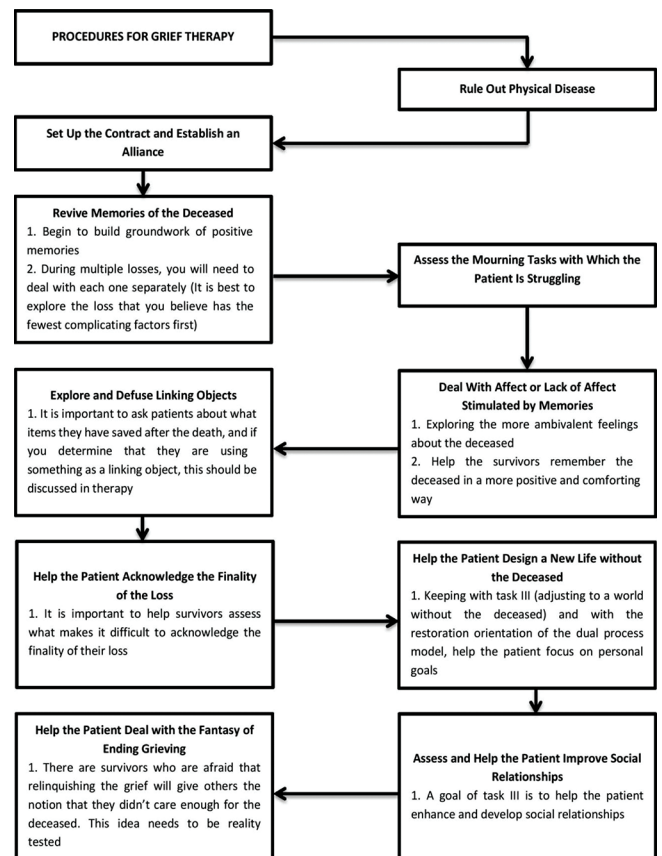 PROCEDURES FOR GRIEF THERAPY
Rule Out Physical Disease
Set Up the Contract and Establish an
Alliance
Revive Memories of the Deceased
1. Begin to build groundwork of positive
memories
2. During multiple losses, you will need to
deal with each one separately (It is best to
explore the loss that you believe has the
fewest complicating factors first)
Assess the Mourning Tasks with Which the
Patient Is Struggling
Deal With Affect or Lack of Affect
Stimulated by Memories
1. Exploring the more ambivalent feelings
about the deceased
2. Help the survivors remember the
deceased in a more positive and comforting
way
Explore and Defuse Linking Objects
1. It is important to ask patients about what
items they have saved after the death, and if
you determine that they are using
something as a linking object, this should be
discussed in therapy
Help the Patient Acknowledge the Finality
of the Loss
1. It is important to help survivors assess
what makes it difficult to acknowledge the
finality of their loss
Help the Patient Design a New Life without
the Deceased
1. Keeping with task III (adjusting to a world
without the deceased) and with the
restoration orientation of the dual process
model, help the patient focus on personal
goals
Assess and Help the Patient Improve Social
Relationships
1. A goal of task III is to help the patient
enhance and develop social relationships
Help the Patient Deal with the Fantasy of
Ending Grieving
1. There are survivors who are afraid that
relinquishing the grief will give others the
notion that they didn't care enough for the
deceased. This idea needs to be reality
tested